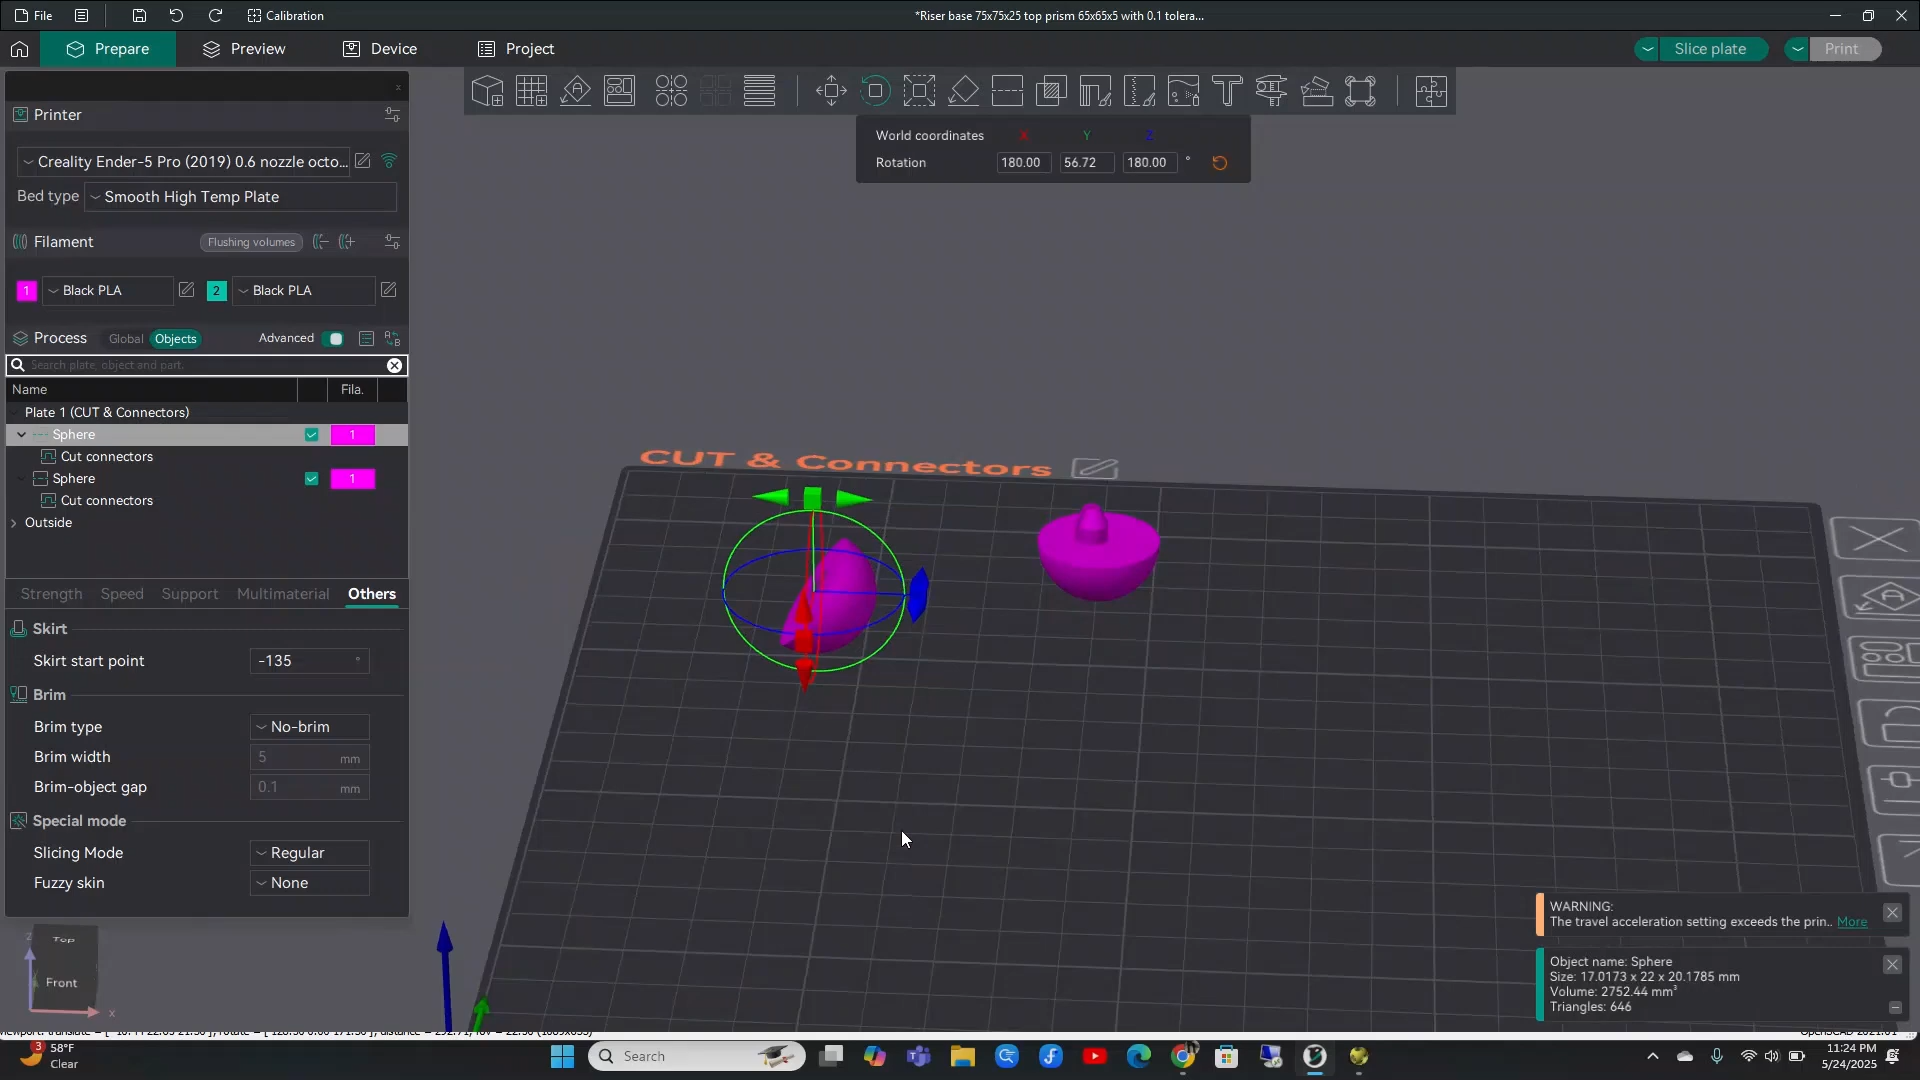 File
Calibration
*Riser base 75x75x25 top prism 65x65x5 with 0.1 tolera...
Prepare
Preview
Device
Project
Slice plate
Print
Printer
Creality Ender-5 Pro (2019) 0.6 nozzle octo...
Bed type
Smooth High Temp Plate
Filament
Flushing volumes
1
Black PLA
2
Black PLA
Process
Global
Objects
Advanced
Search plate, object and part.
Name
Fila.
Plate 1 (CUT & Connectors)
Sphere
1
Cut connectors
Sphere
1
Cut connectors
Outside
Strength
Speed
Support
Multimaterial
Others
Skirt
Skirt start point
-135
°
Brim
Brim type
No-brim
Brim width
5
mm
Brim-object gap
0.1
mm
Special mode
Slicing Mode
Regular
Fuzzy skin
None
World coordinates
X
Y
Z
Rotation
180.00
56.72
180.00
°
CUT & Connectors
Top
Front
Z
X
WARNING:
The travel acceleration setting exceeds the prin.. More
Object name: Sphere
Size: 17.0173 x 22 x 20.1785 mm
Volume: 2752.44 mm³
Triangles: 646
3
58°F
Clear
Search
11:24 PM
5/24/2025